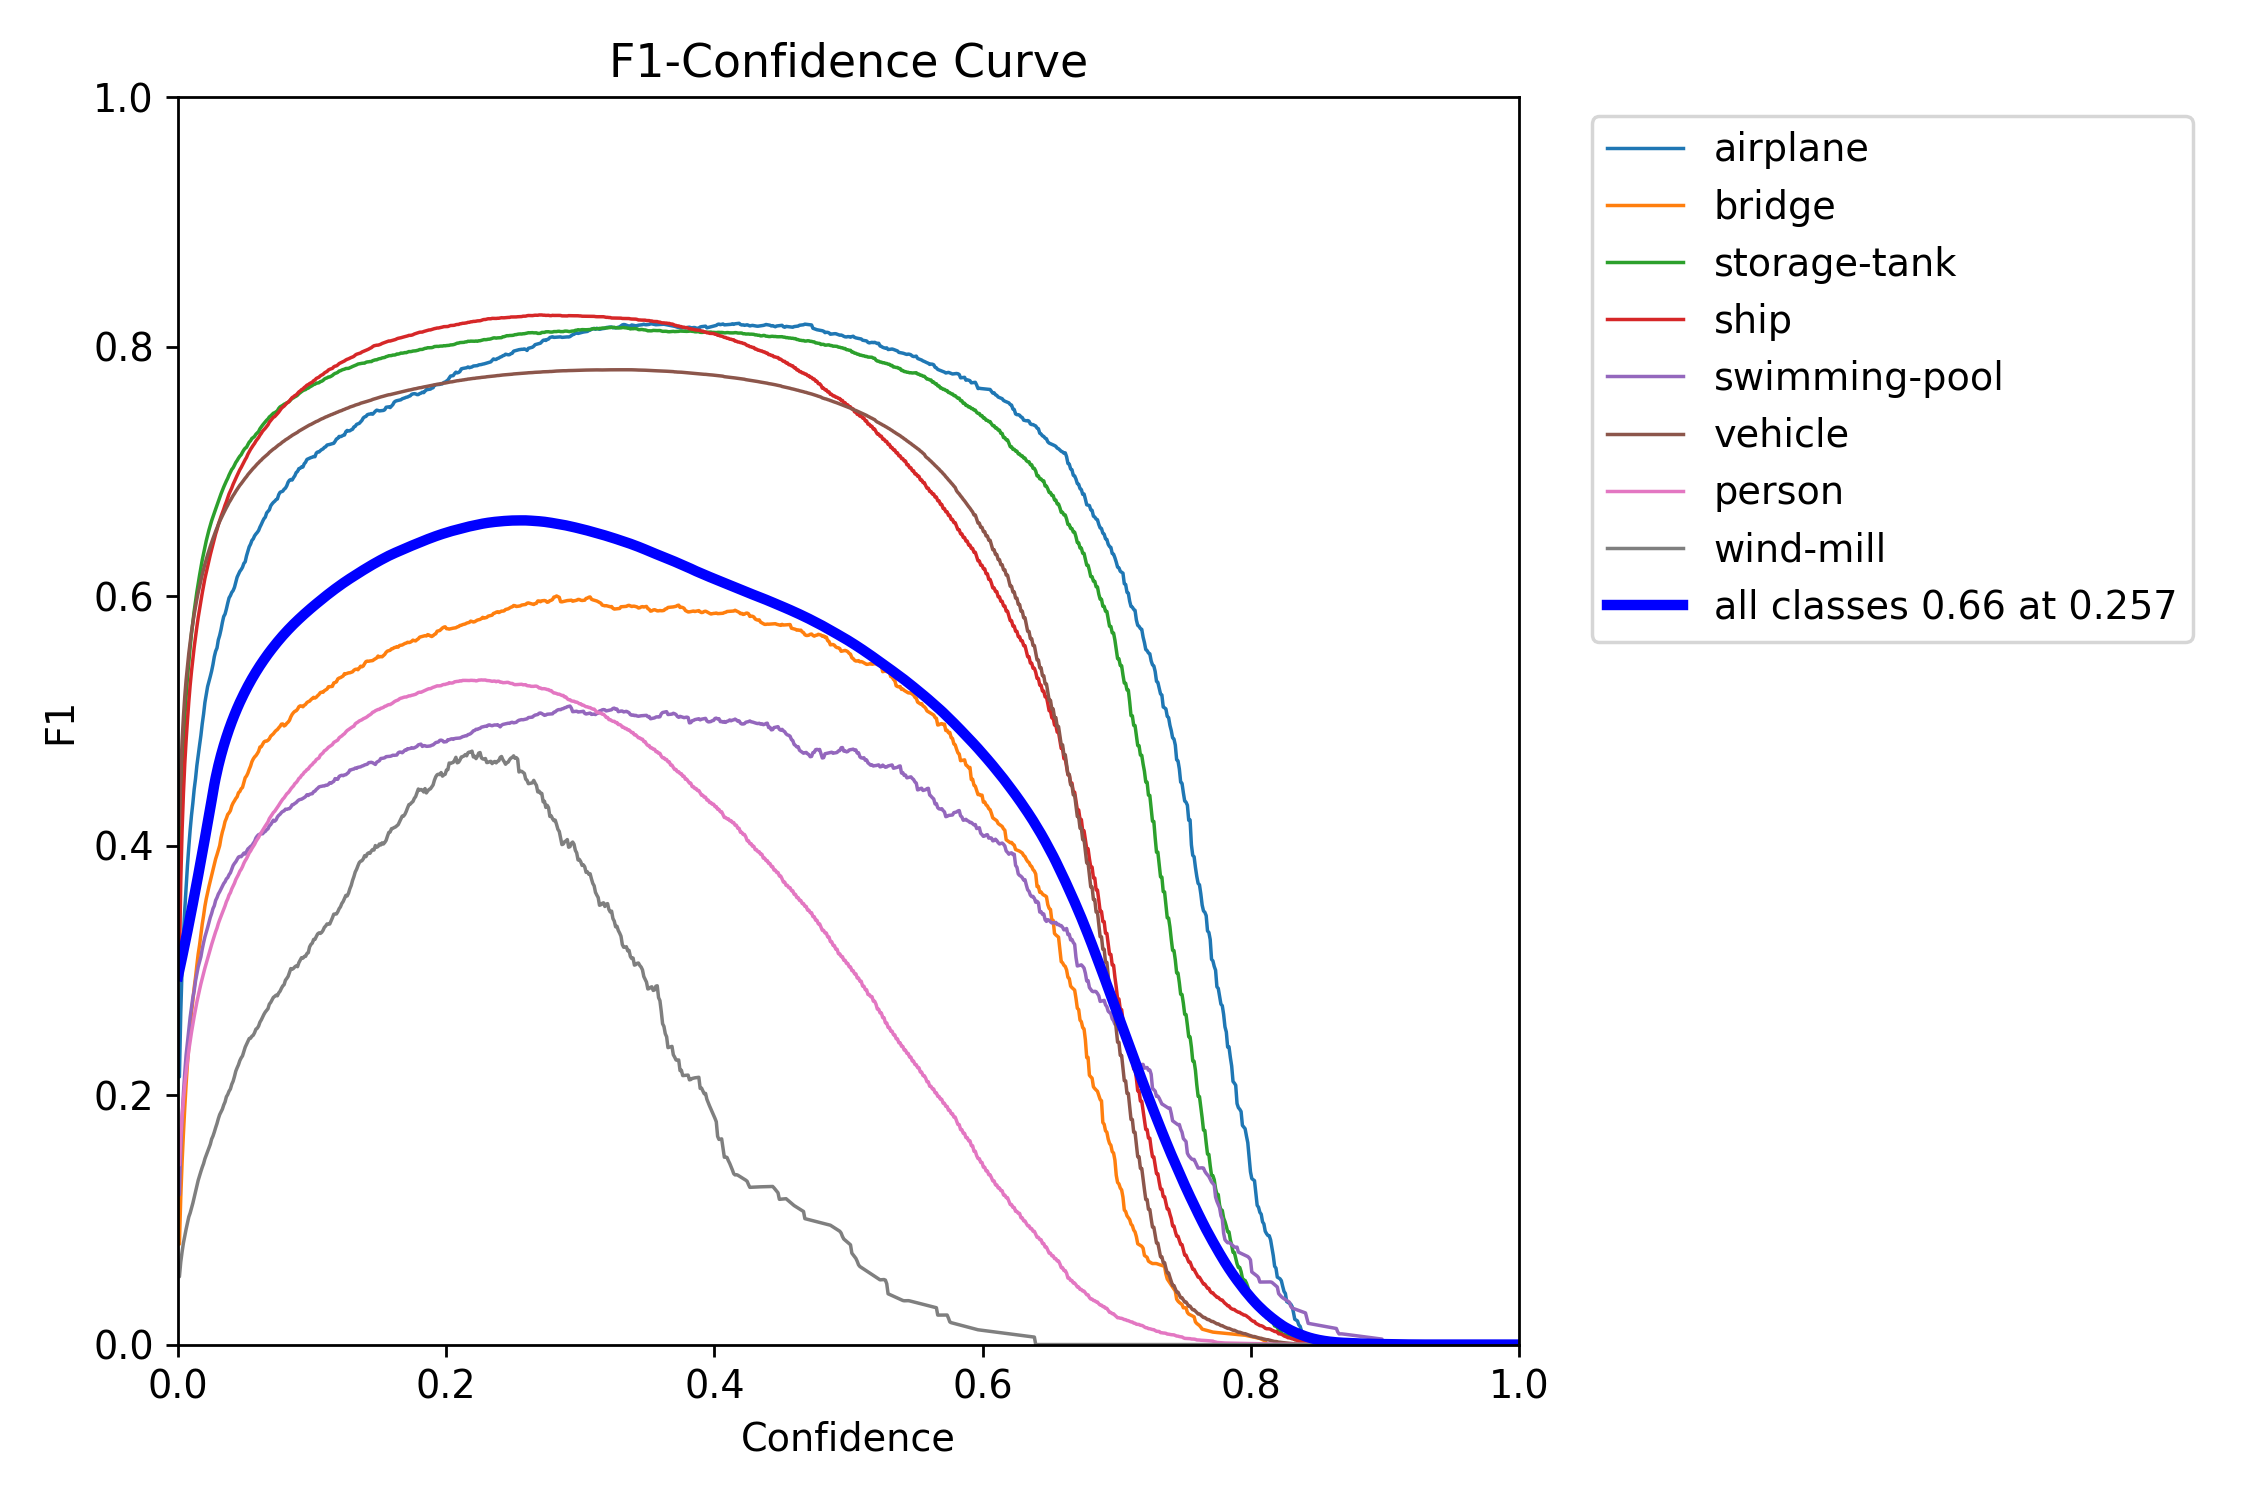 F1-Confidence Curve
1.0
0.8
0.6
0.4
0.2
0.0
F1
0.0 0.2 0.4 0.6 0.8 1.0
Confidence
airplane
bridge
storage-tank
ship
swimming-pool
vehicle
person
wind-mill
all classes 0.66 at 0.257